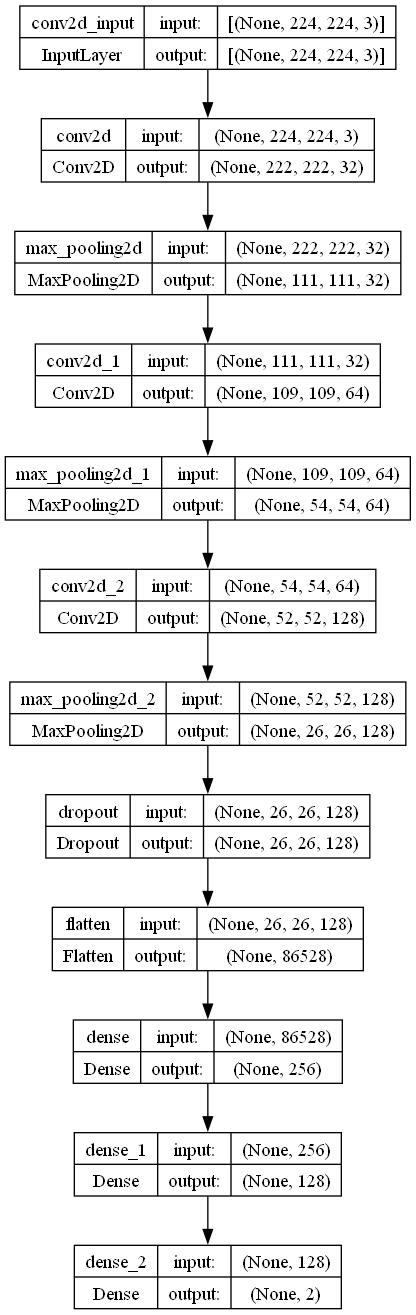 conv2d_input input: [(None, 224, 224, 3)]
InputLayer output: [(None, 224, 224, 3)]
conv2d input: (None, 224, 224, 3)
Conv2D output: (None, 222, 222, 32)
max_pooling2d input: (None, 222, 222, 32)
MaxPooling2D output: (None, 111, 111, 32)
conv2d_1 input: (None, 111, 111, 32)
Conv2D output: (None, 109, 109, 64)
max_pooling2d_1 input: (None, 109, 109, 64)
MaxPooling2D output: (None, 54, 54, 64)
conv2d_2 input: (None, 54, 54, 64)
Conv2D output: (None, 52, 52, 128)
max_pooling2d_2 input: (None, 52, 52, 128)
MaxPooling2D output: (None, 26, 26, 128)
dropout input: (None, 26, 26, 128)
Dropout output: (None, 26, 26, 128)
flatten input: (None, 26, 26, 128)
Flatten output: (None, 86528)
dense input: (None, 86528)
Dense output: (None, 256)
dense_1 input: (None, 256)
Dense output: (None, 128)
dense_2 input: (None, 128)
Dense output: (None, 2)